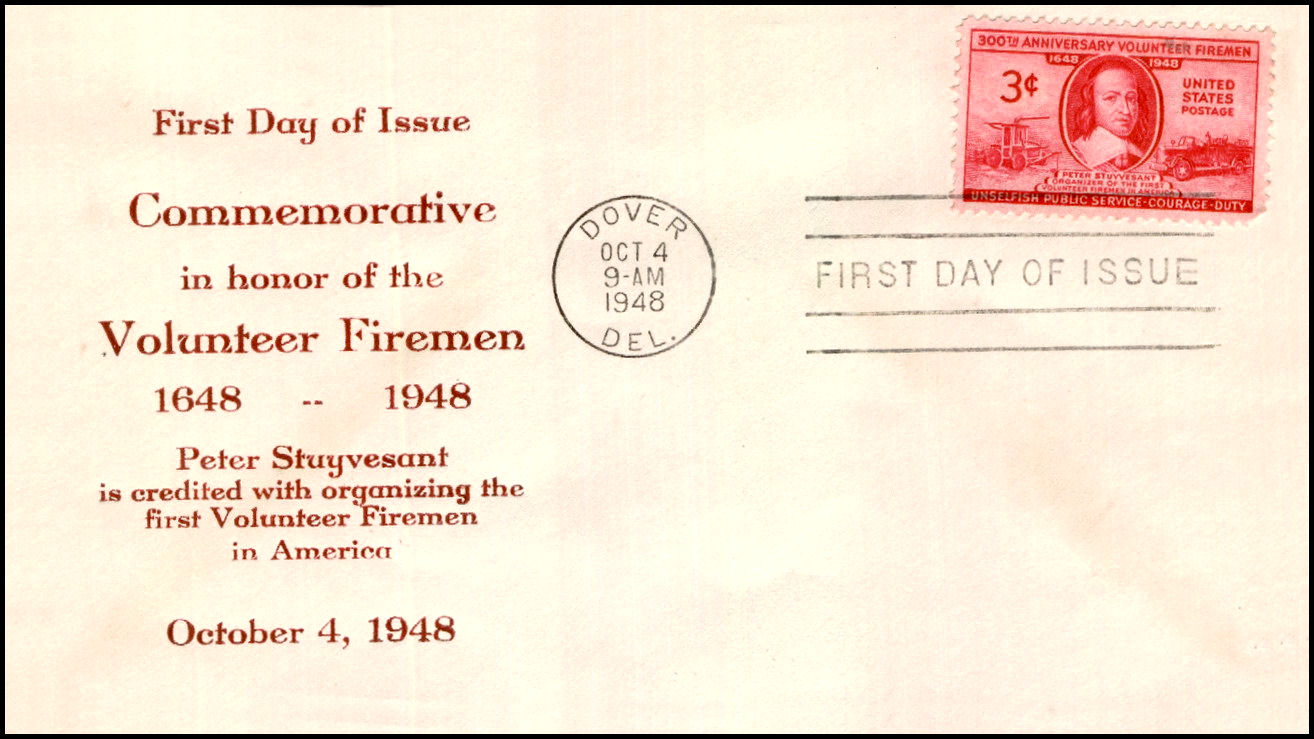 First Day of Issue
Commemorative
in honor of the
Volunteer Firemen
1648 -- 1948
Peter Stuyvesant
is credited with organizing the
first Volunteer Firemen
in America
October 4, 1948
DOVER
OCT 4
9-AM
1948
DEL.
300TH ANNIVERSARY VOLUNTEER FIREMEN
1648 1948
3¢
UNITED
STATES
POSTAGE
PETER STUYVESANT
ORGANIZER OF THE FIRST
VOLUNTEER FIREMEN IN AMERICA
UNSELFISH PUBLIC SERVICE-COURAGE-DUTY
FIRST DAY OF ISSUE